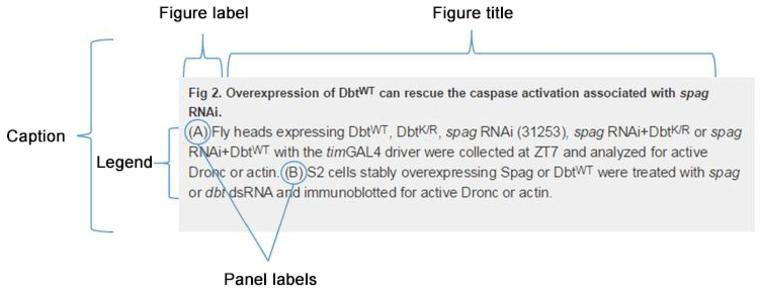 Figure label
Figure title
Fig 2. Overexpression of DbtWT can rescue the caspase activation associated with spag
RNAi.
Caption
(A) Fly heads expressing DbtWT, DbtK/R, spag RNAi (31253), spag RNAi+DbtK/R or spag
Legend
RNAi+DbtWT with the timGAL4 driver were collected at ZT7 and analyzed for active
Dronc or actin. (B) S2 cells stably overexpressing Spag or DbtWT were treated with spag
or dbt dsRNA and immunoblotted for active Dronc or actin.
Panel labels